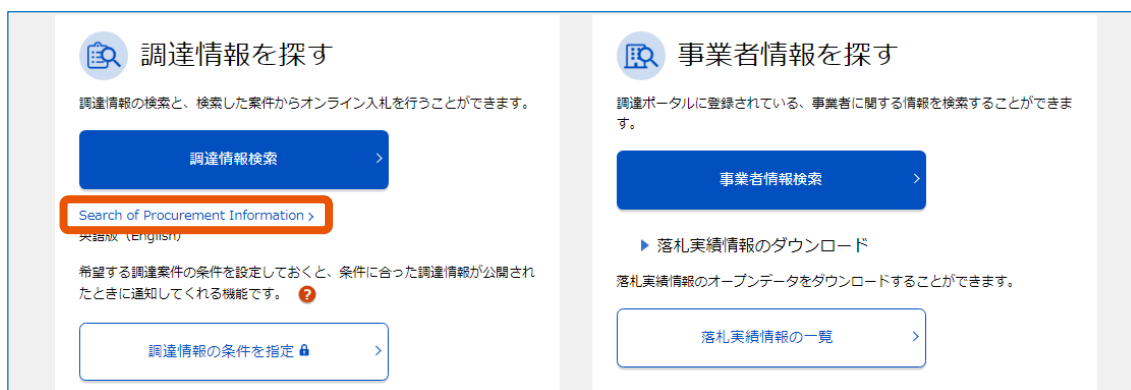 調達情報を探す
調達情報の検索と、検索した案件からオンライン入札を行うことができます。
調達情報検索
Search of Procurement Information
英語版（English）
希望する調達案件の条件を設定しておくと、条件に合った調達情報が公開され
たときに通知してくれる機能です。 ?
調達情報の条件を指定
事業者情報を探す
調達ポータルに登録されている、事業者に関する情報を検索することができま
す。
事業者情報検索
落札実績情報のダウンロード
落札実績情報のオープンデータをダウンロードすることができます。
落札実績情報の一覧